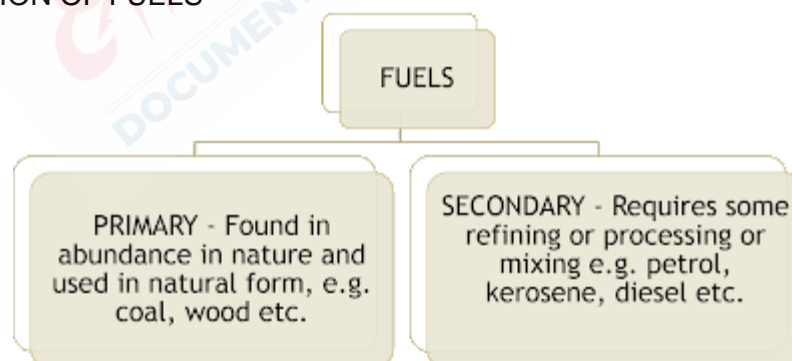 ION OF FUELS
DOCUMENT
FUELS
PRIMARY - Found in
abundance in nature and
used in natural form, e.g.
coal, wood etc.
SECONDARY - Requires some
refining or processing or
mixing e.g. petrol,
kerosene, diesel etc.